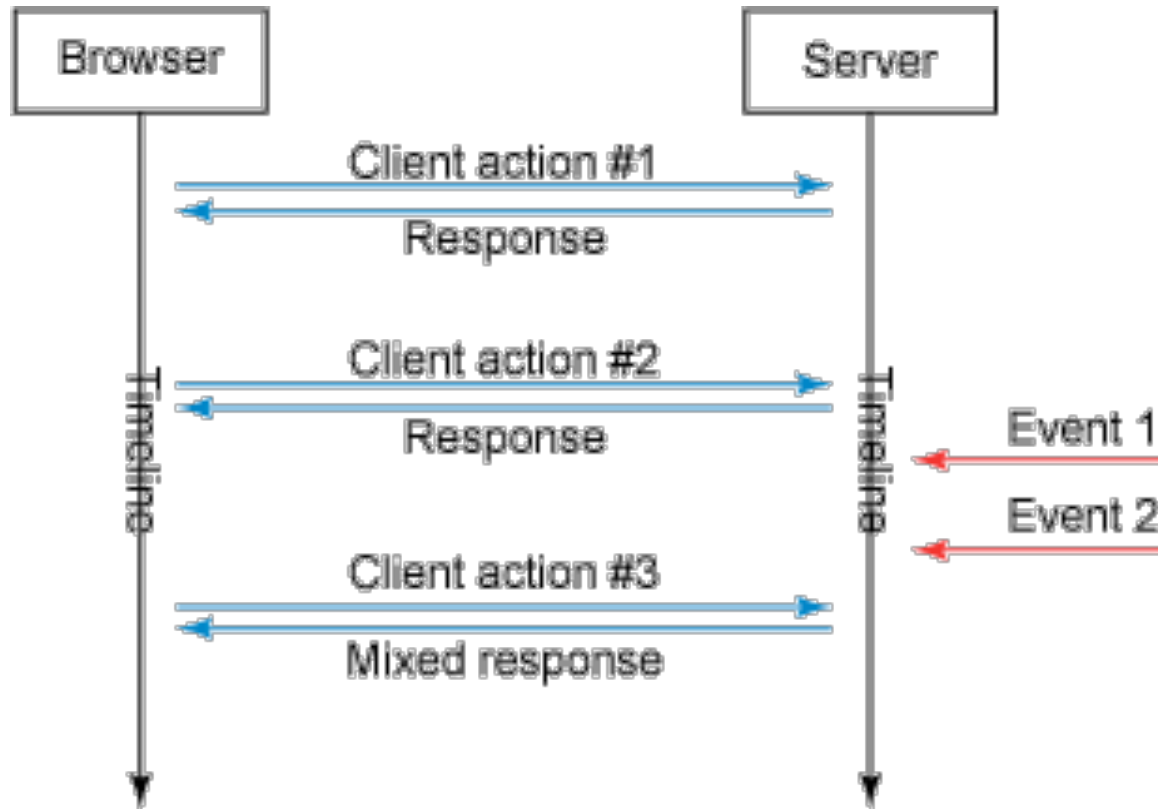 Browser
Server
Client action #1
Response
Client action #2
Response
Timeline
Timeline
Event 1
Event 2
Client action #3
Mixed response